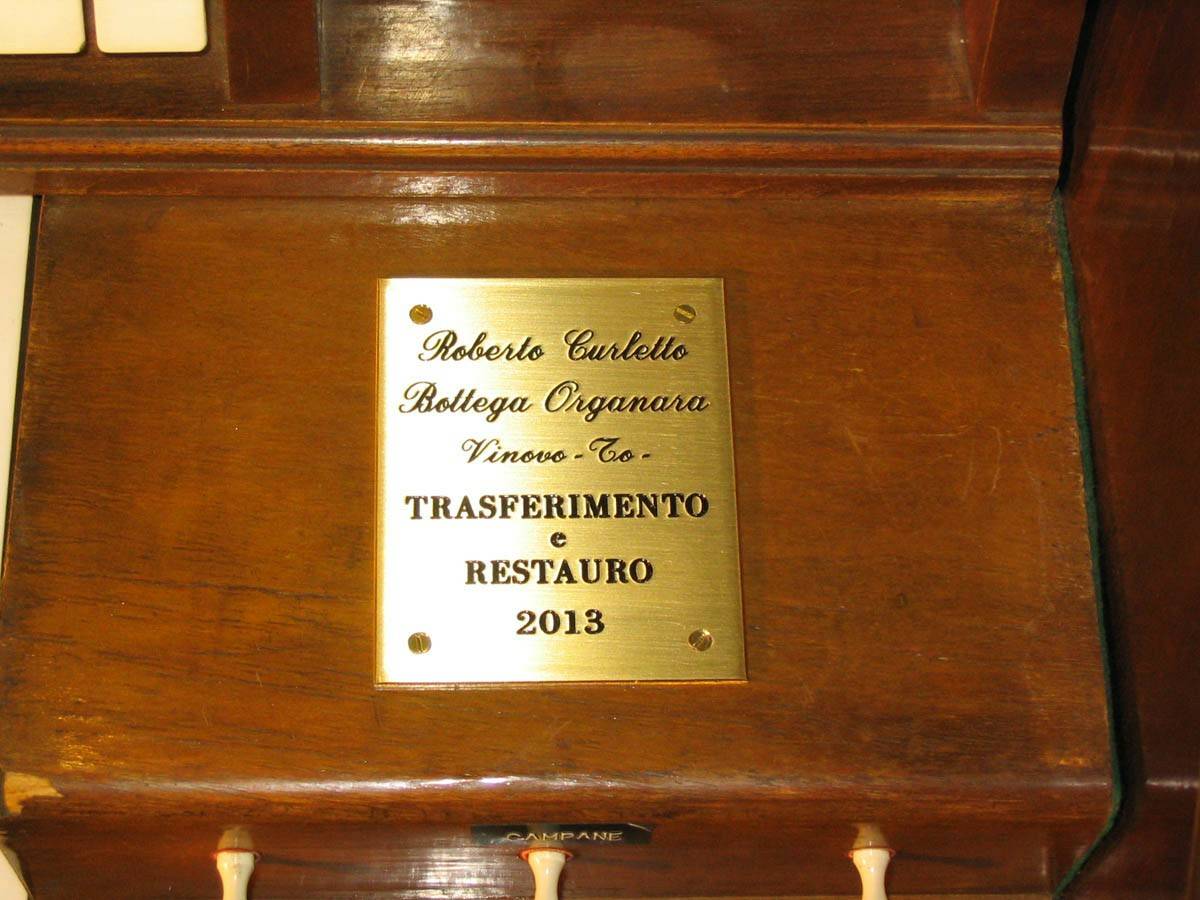 Roberto Curletto
Bottega Organara
Vinovo - To -
TRASFERIMENTO
e
RESTAURO
2013
CAMPANE